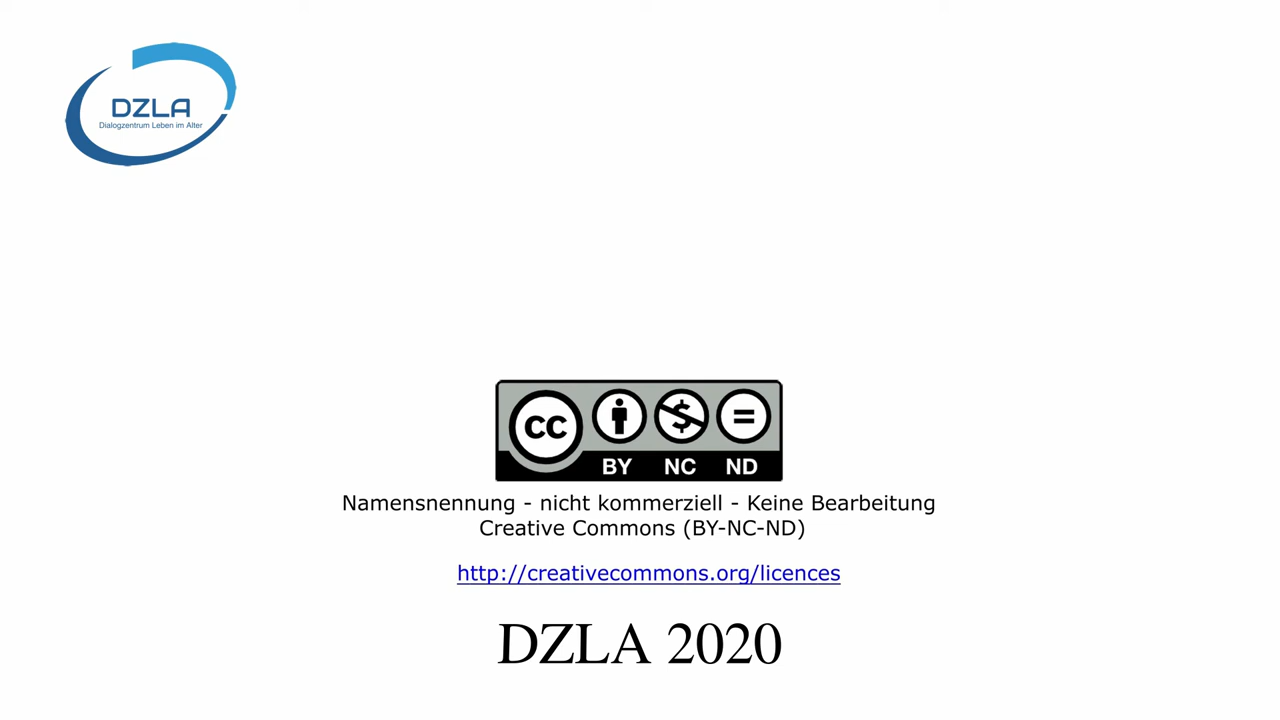 DZLA
Dialogzentrum Leben im Alter
CC
BY NC ND
Namensnennung - nicht kommerziell - Keine Bearbeitung
Creative Commons (BY-NC-ND)
http://creativecommons.org/licences
DZLA 2020